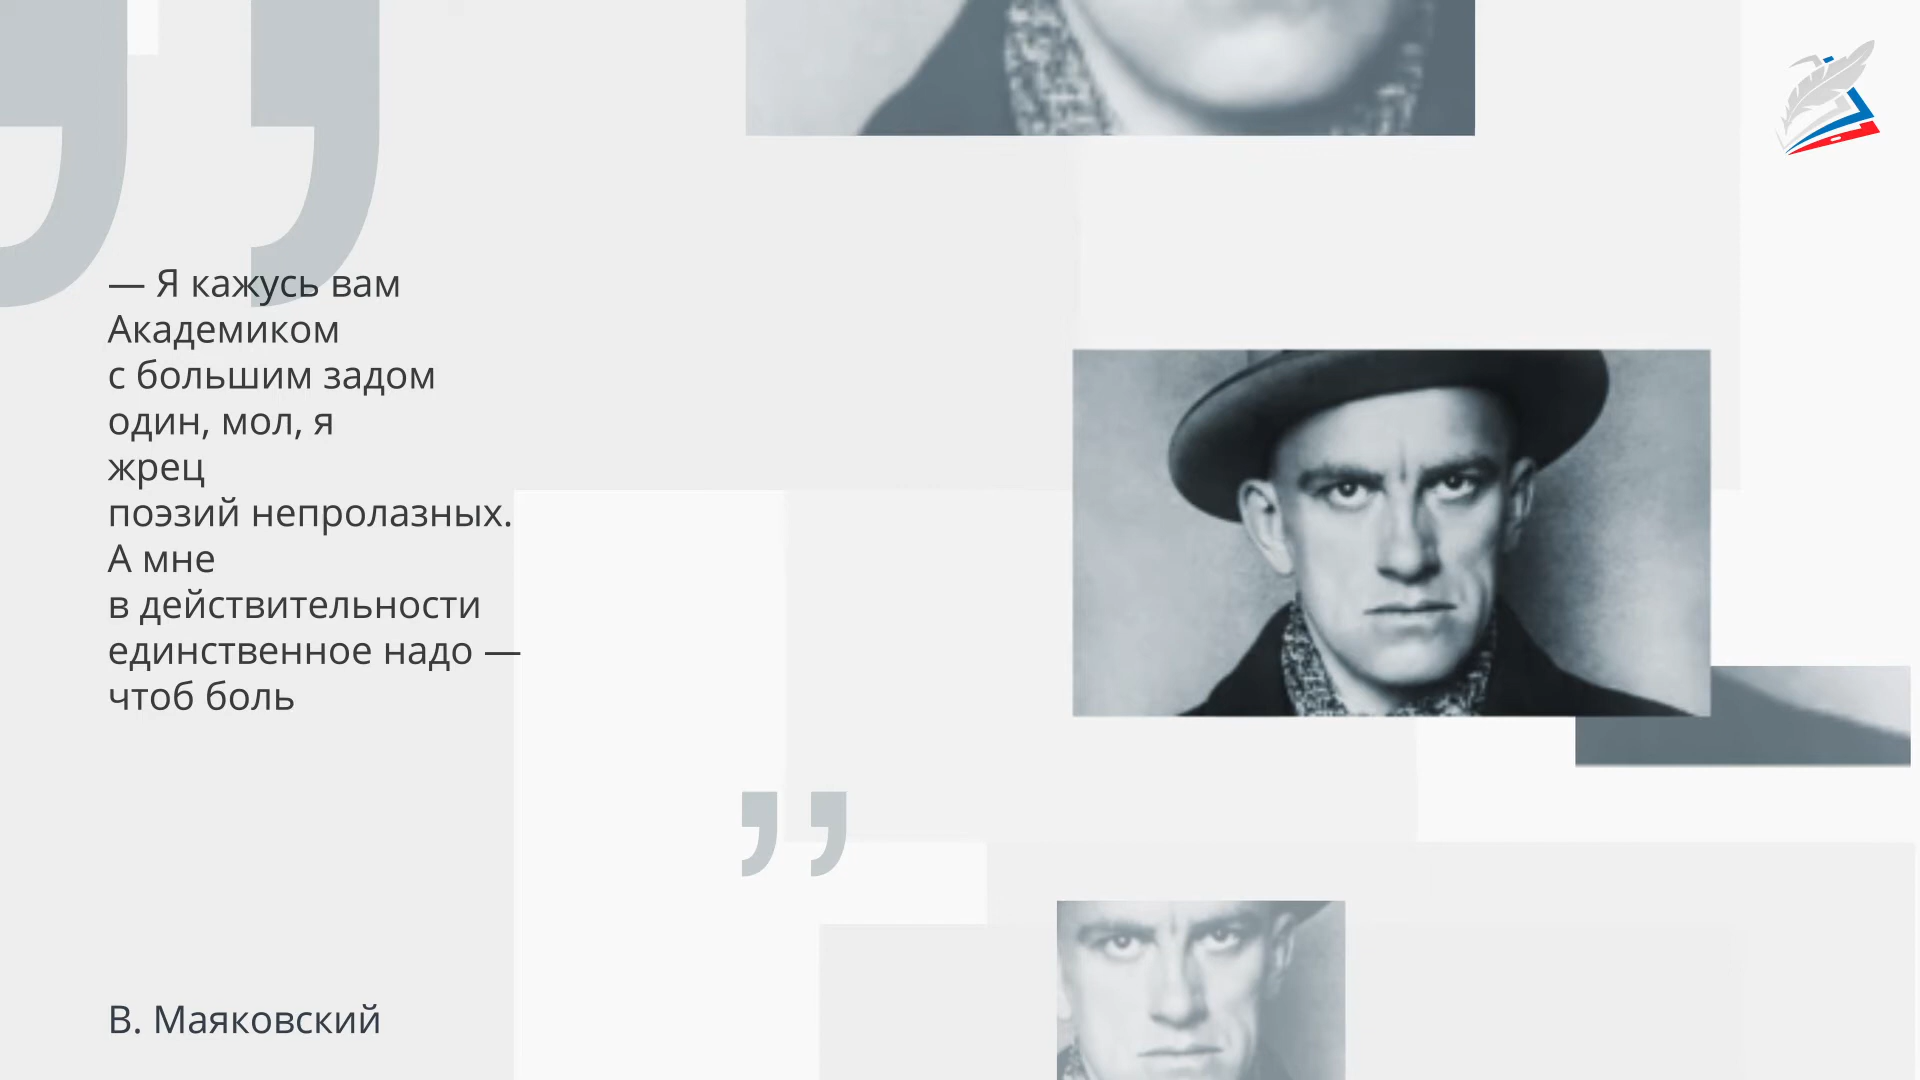 — Я кажусь вам
Академиком
с большим задом
один, мол, я
жрец
поэзий непролазных.
А мне
в действительности
единственное надо —
чтоб боль
В. Маяковский